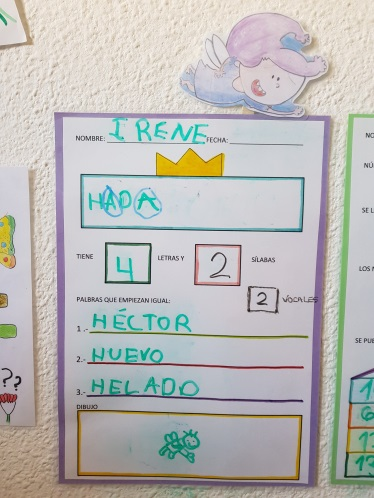 NOMBRE: IRENE FECHA:
HADA
TIENE 4 LETRAS Y 2 SÍLABAS
2 VOCALES
PALBRAS QUE EMPIEZAN IGUAL:
1.- HÉCTOR
2.- HUEVO
3.- HELADO
DIBUJO
??